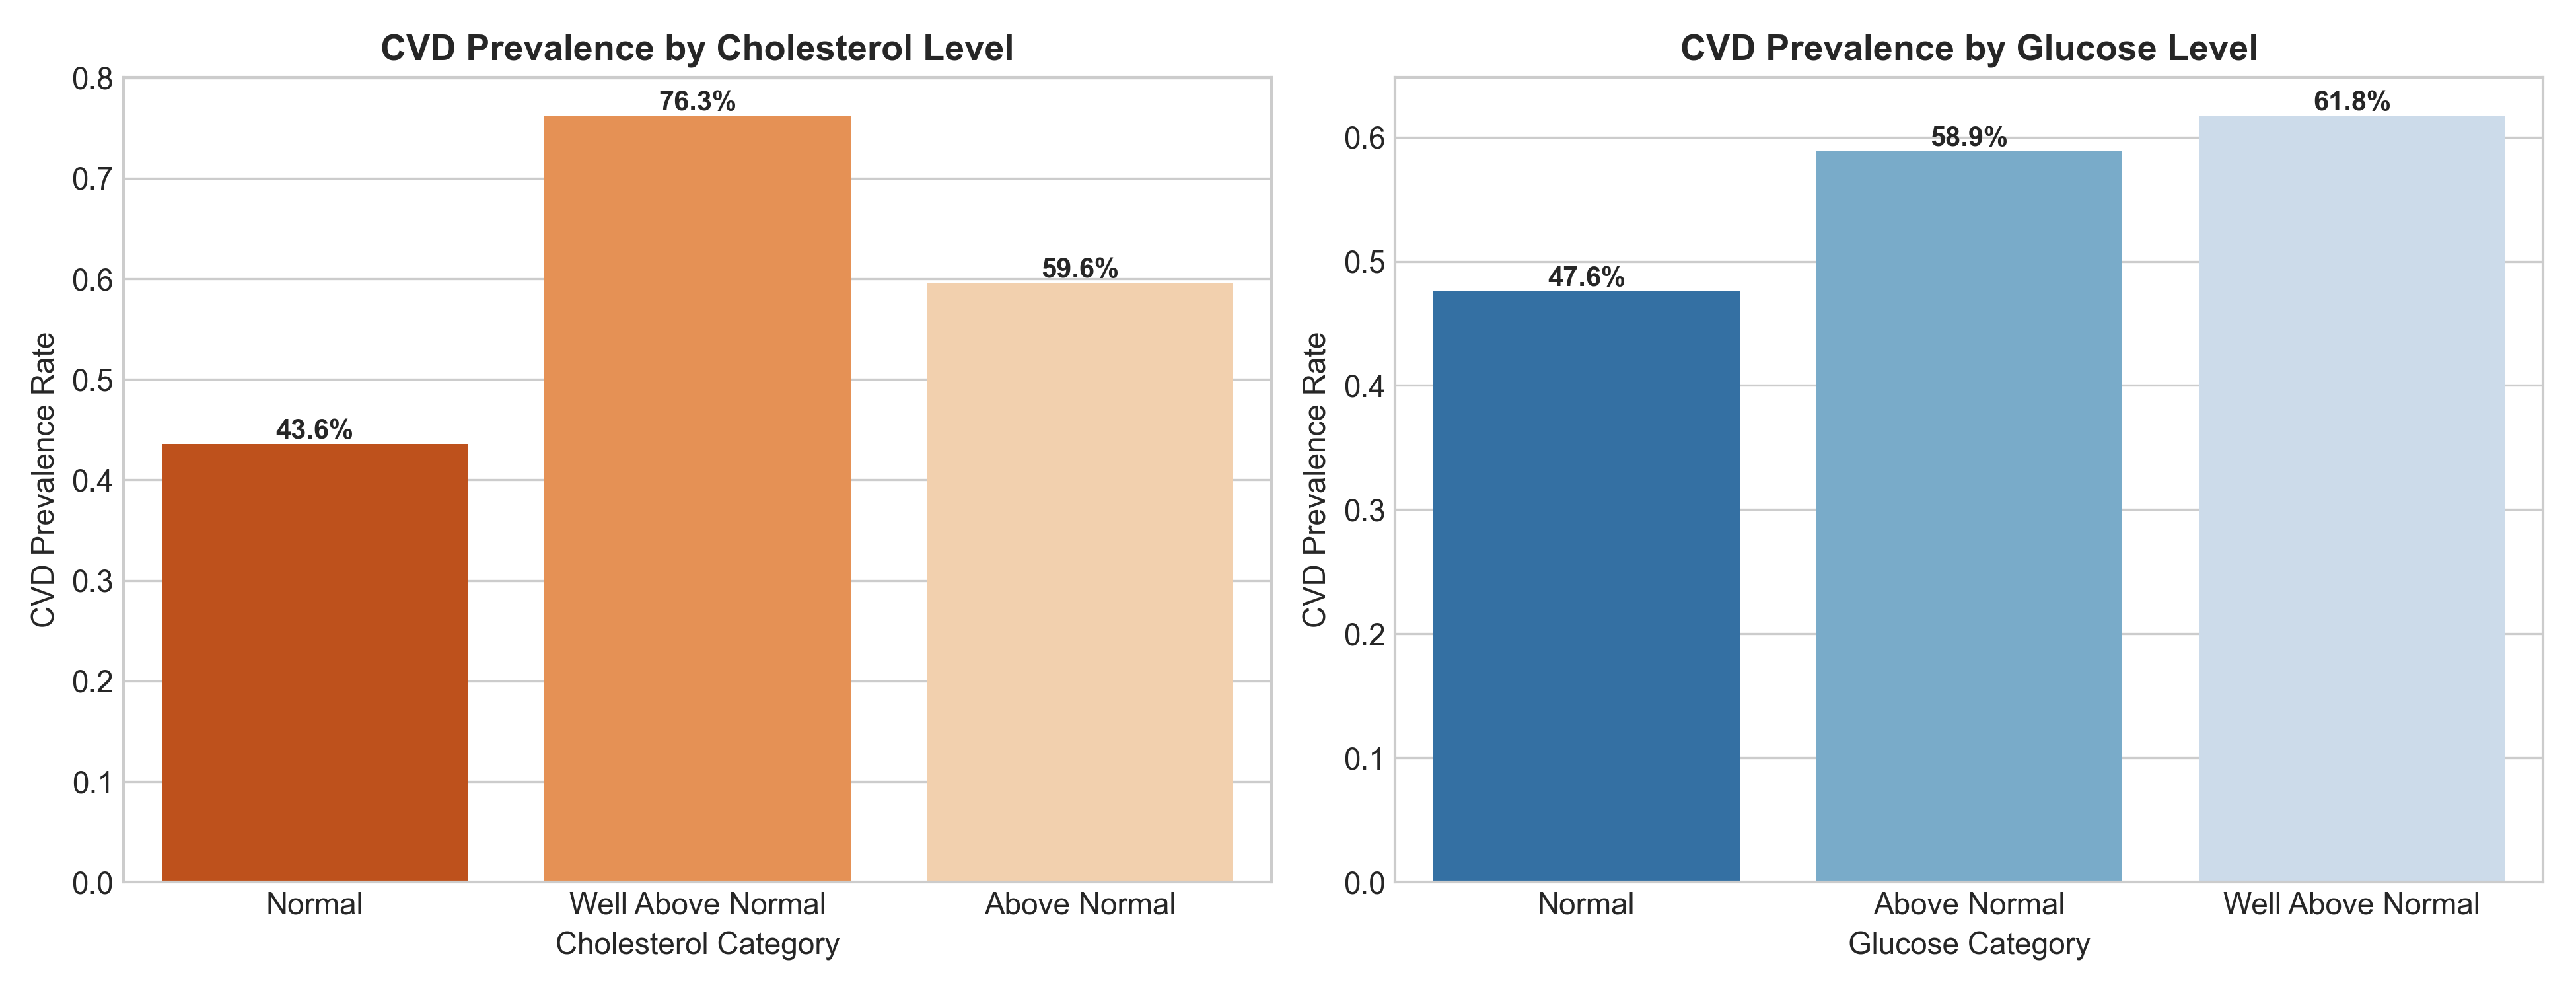 CVD Prevalence by Cholesterol Level
CVD Prevalence Rate
0.8
0.7
0.6
0.5
0.4
0.3
0.2
0.1
0.0
43.6%
76.3%
59.6%
Normal
Well Above Normal
Above Normal
Cholesterol Category
CVD Prevalence by Glucose Level
CVD Prevalence Rate
0.6
0.5
0.4
0.3
0.2
0.1
0.0
47.6%
58.9%
61.8%
Normal
Above Normal
Well Above Normal
Glucose Category